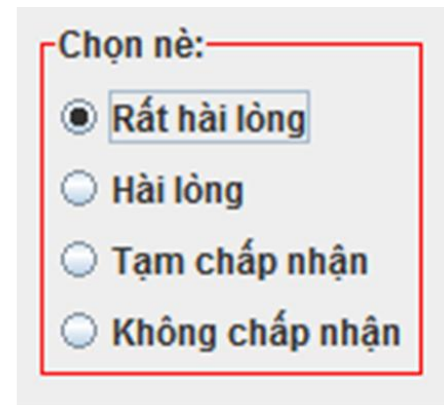 Chọn nè:
Rất hài lòng
Hài lòng
Tạm chấp nhận
Không chấp nhận